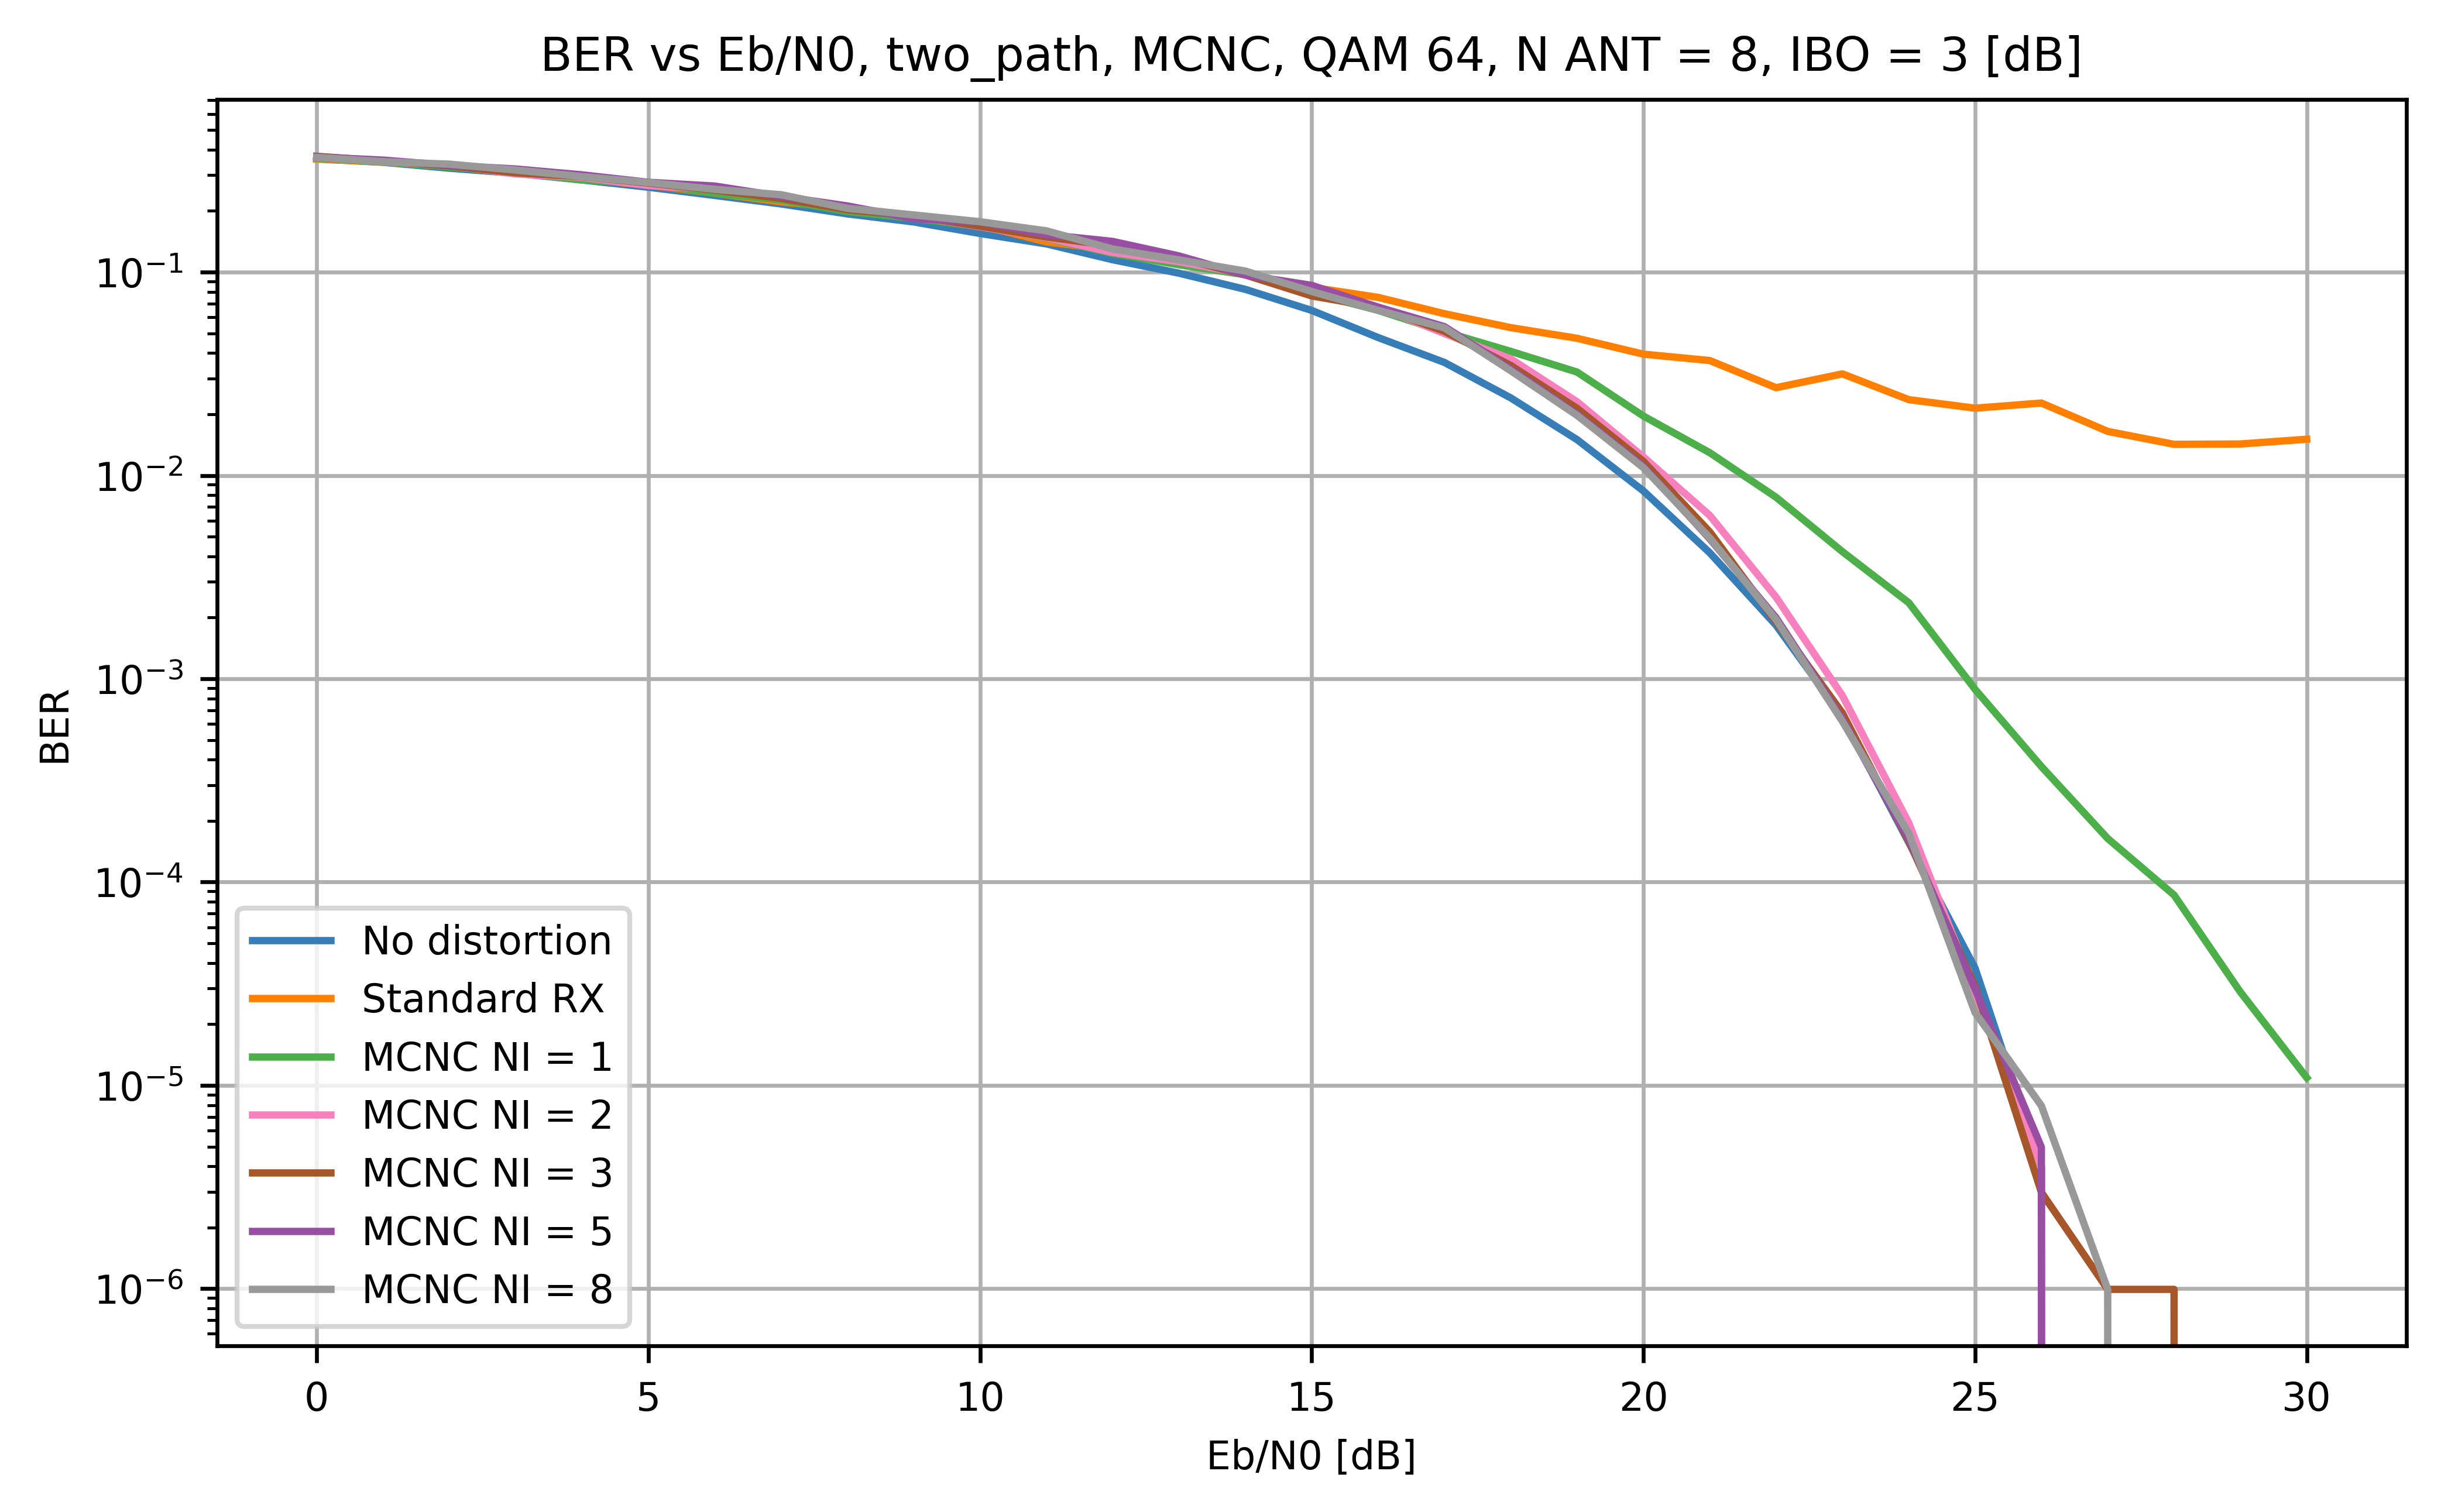 BER vs Eb/N0, two_path, MCNC, QAM 64, N ANT = 8, IBO = 3 [dB]
BER
10⁻¹
10⁻²
10⁻³
10⁻⁴
10⁻⁵
10⁻⁶
No distortion
Standard RX
MCNC NI = 1
MCNC NI = 2
MCNC NI = 3
MCNC NI = 5
MCNC NI = 8
0 5 10 15 20 25 30
Eb/N0 [dB]